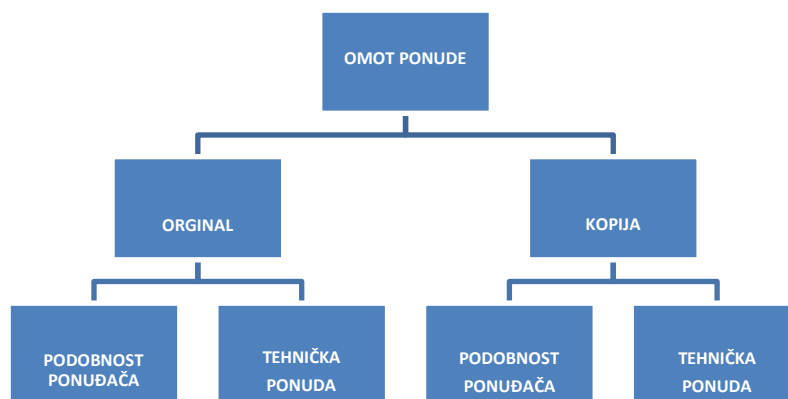 OMOT PONUDE
ORGINAL
KOPIJA
PODOBNOST
PONUĐAČA
TEHNIČKA
PONUDA
PODOBNOST
PONUĐAČA
TEHNIČKA
PONUDA